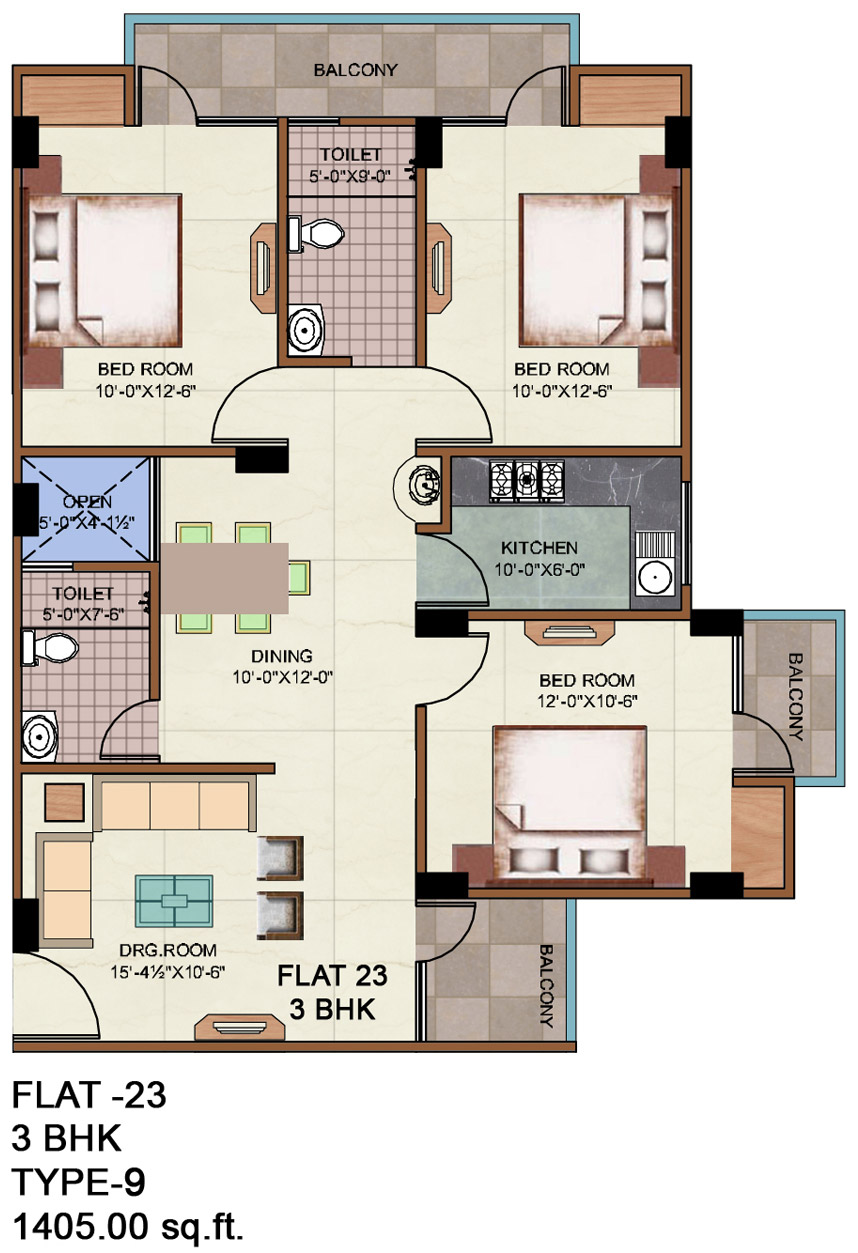 BALCONY
TOILET
5'-0"X9'-0"
BED ROOM
10'-0"X12'-6"
BED ROOM
10'-0"X12'-6"
OPEN
5'-0"X4'-1½"
KITCHEN
10'-0"X6'-0"
TOILET
5'-0"X7'-6"
DINING
10'-0"X12'-0"
BED ROOM
12'-0"X10'-6"
BALCONY
DRG.ROOM
15'-4½"X10'-6"
FLAT 23
3 BHK
BALCONY
FLAT -23
3 BHK
TYPE-9
1405.00 sq.ft.